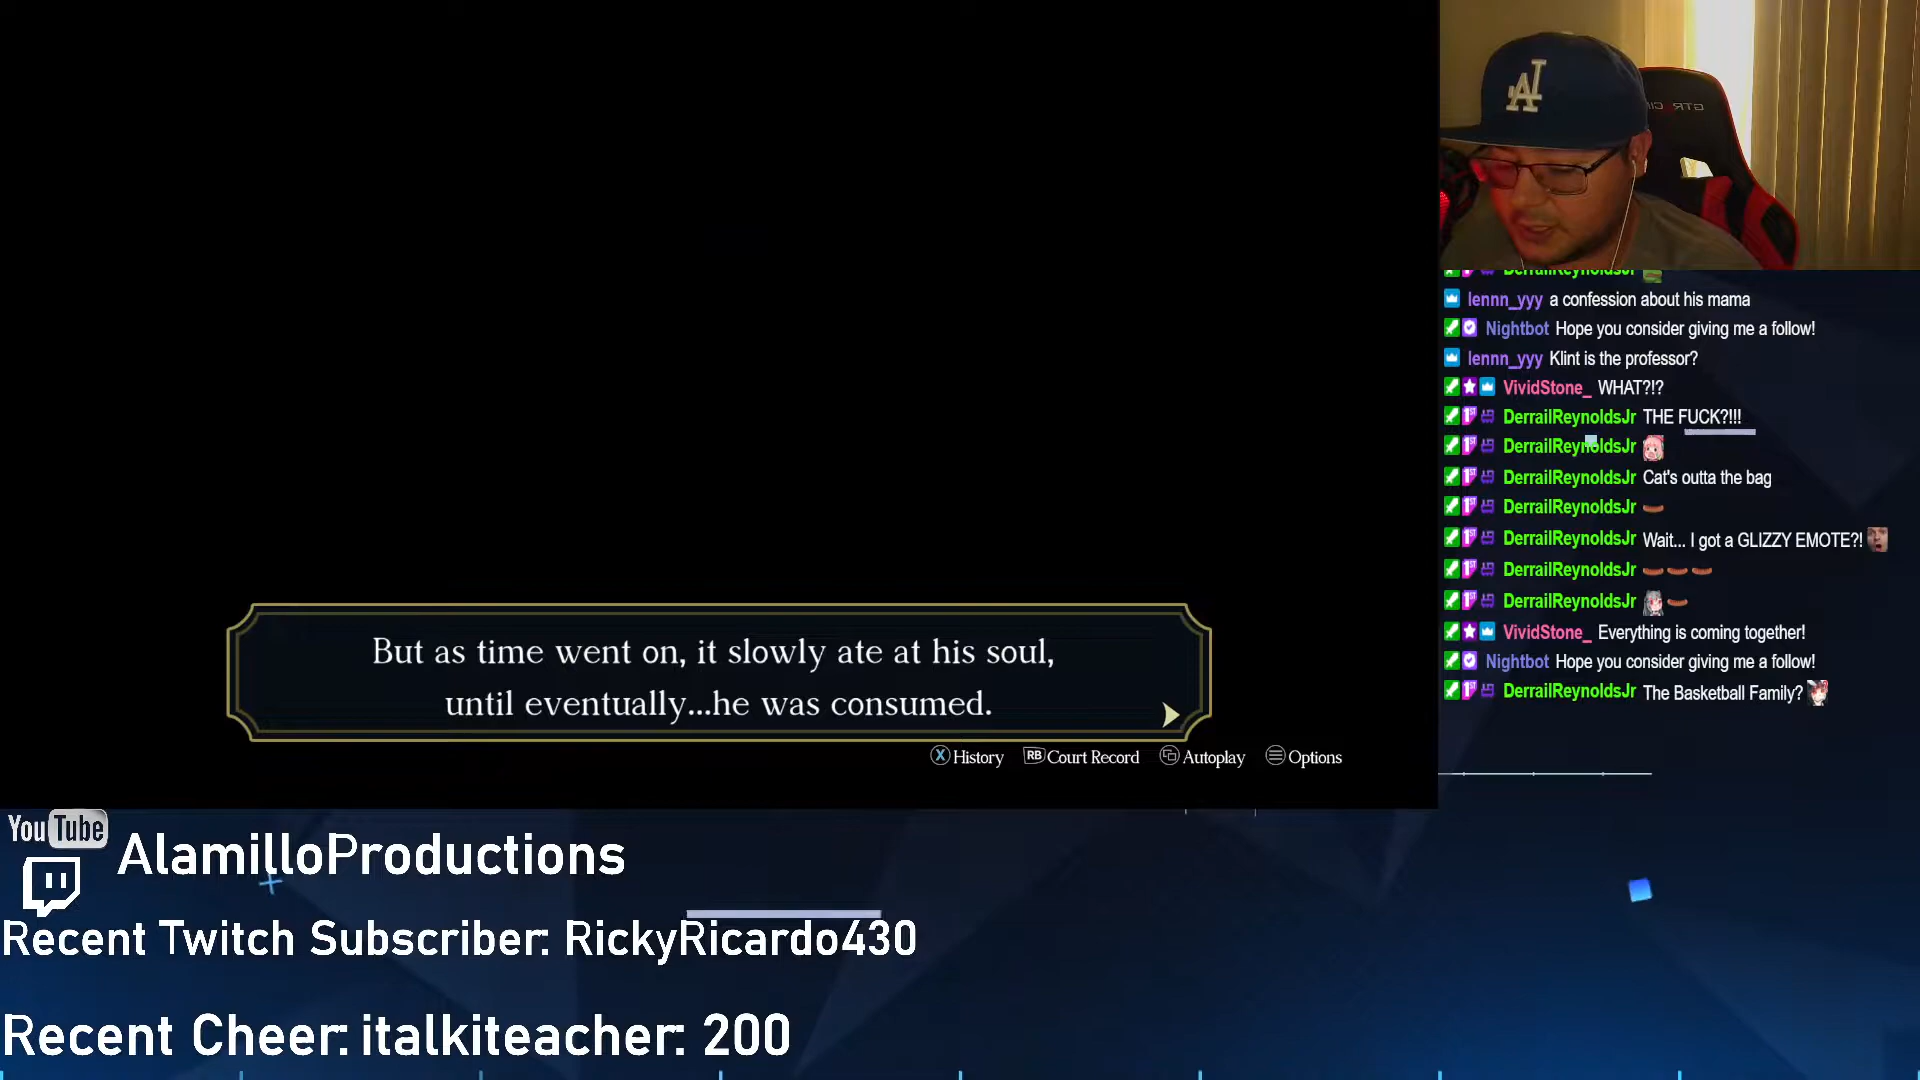 DerrailReynoldsJr
lennn_yyy a confession about his mama
Nightbot Hope you consider giving me a follow!
lennn_yyy Klint is the professor?
VividStone_ WHAT?!?
DerrailReynoldsJr THE FUCK?!!!
DerrailReynoldsJr
DerrailReynoldsJr Cat's outta the bag
DerrailReynoldsJr
DerrailReynoldsJr Wait... I got a GLIZZY EMOTE?!
DerrailReynoldsJr
DerrailReynoldsJr
VividStone_ Everything is coming together!
Nightbot Hope you consider giving me a follow!
DerrailReynoldsJr The Basketball Family?
But as time went on, it slowly ate at his soul,
until eventually...he was consumed.
X History RB Court Record Autoplay Options
YouTube
AlamilloProductions
Recent Twitch Subscriber: RickyRicardo430
Recent Cheer: italkiteacher: 200